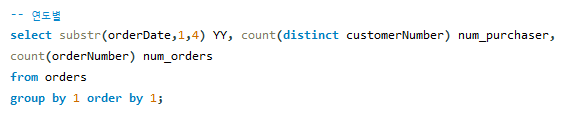 -- 연도별
select substr(orderDate,1,4) YY, count(distinct customerNumber) num_purchaser,
count(orderNumber) num_orders
from orders
group by 1 order by 1;